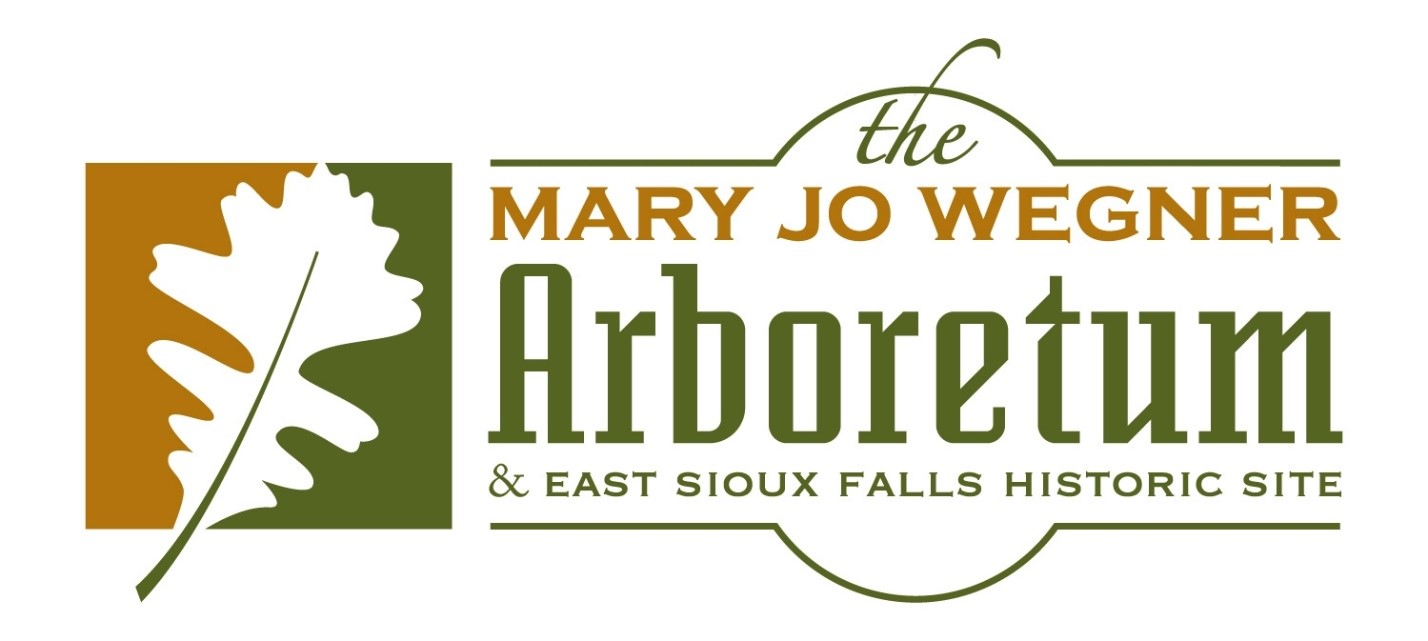 the
MARY JO WEGNER
Arboretum
& EAST SIOUX FALLS HISTORIC SITE